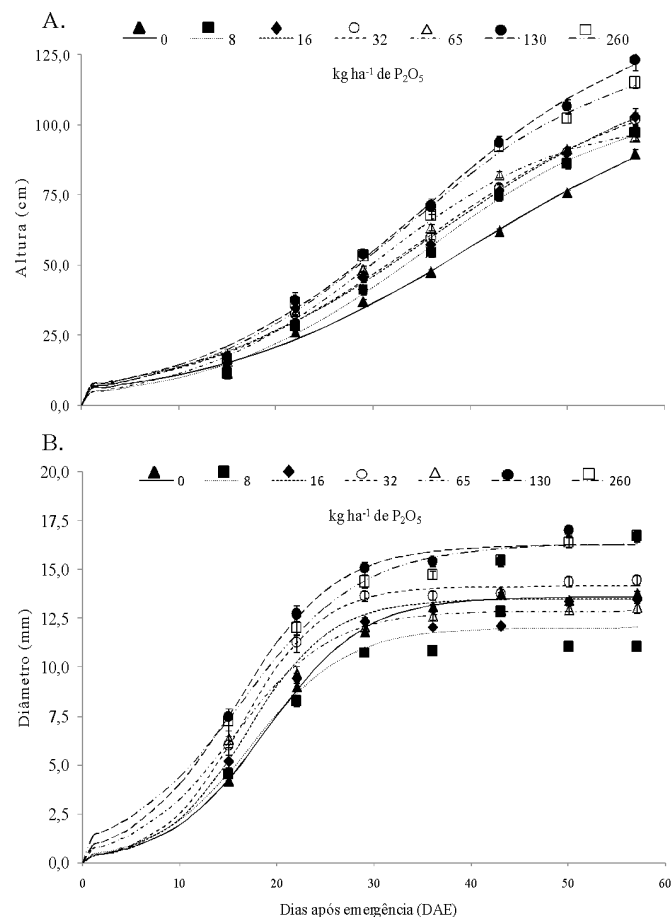 A.
0 8 16 32 65 130 260
kg ha-1 de P2O5
125,0
100,0
75,0
50,0
25,0
0,0
Altura (cm)
B.
20,0
0 8 16 32 65 130 260
kg ha-1 de P2O5
17,5
15,0
12,5
10,0
7,5
5,0
2,5
0,0
Diâmetro (mm)
0 10 20 30 40 50 60
Dias após emergência (DAE)